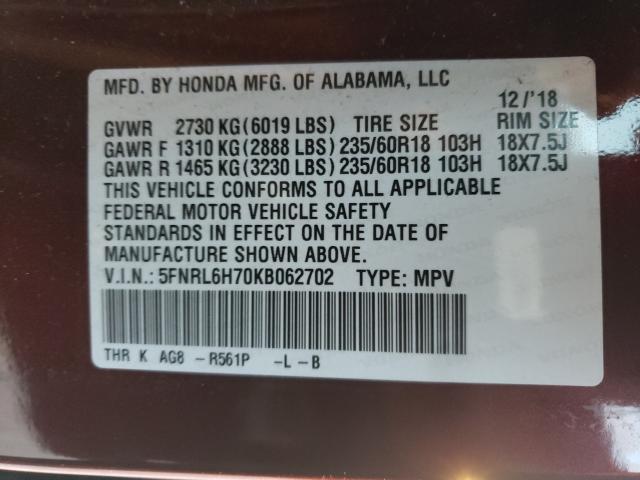 MFD. BY HONDA MFG. OF ALABAMA, LLC
12/'18
GVWR 2730 KG(6019 LBS) TIRE SIZE RIM SIZE
GAWR F 1310 KG(2888 LBS) 235/60R18 103H 18X7.5J
GAWR R 1465 KG(3230 LBS) 235/60R18 103H 18X7.5J
THIS VEHICLE CONFORMS TO ALL APPLICABLE
FEDERAL MOTOR VEHICLE SAFETY
STANDARDS IN EFFECT ON THE DATE OF
MANUFACTURE SHOWN ABOVE.
V.I.N.: 5FNRL6H70KB062702 TYPE: MPV
THR K AG8 -R561P -L-B